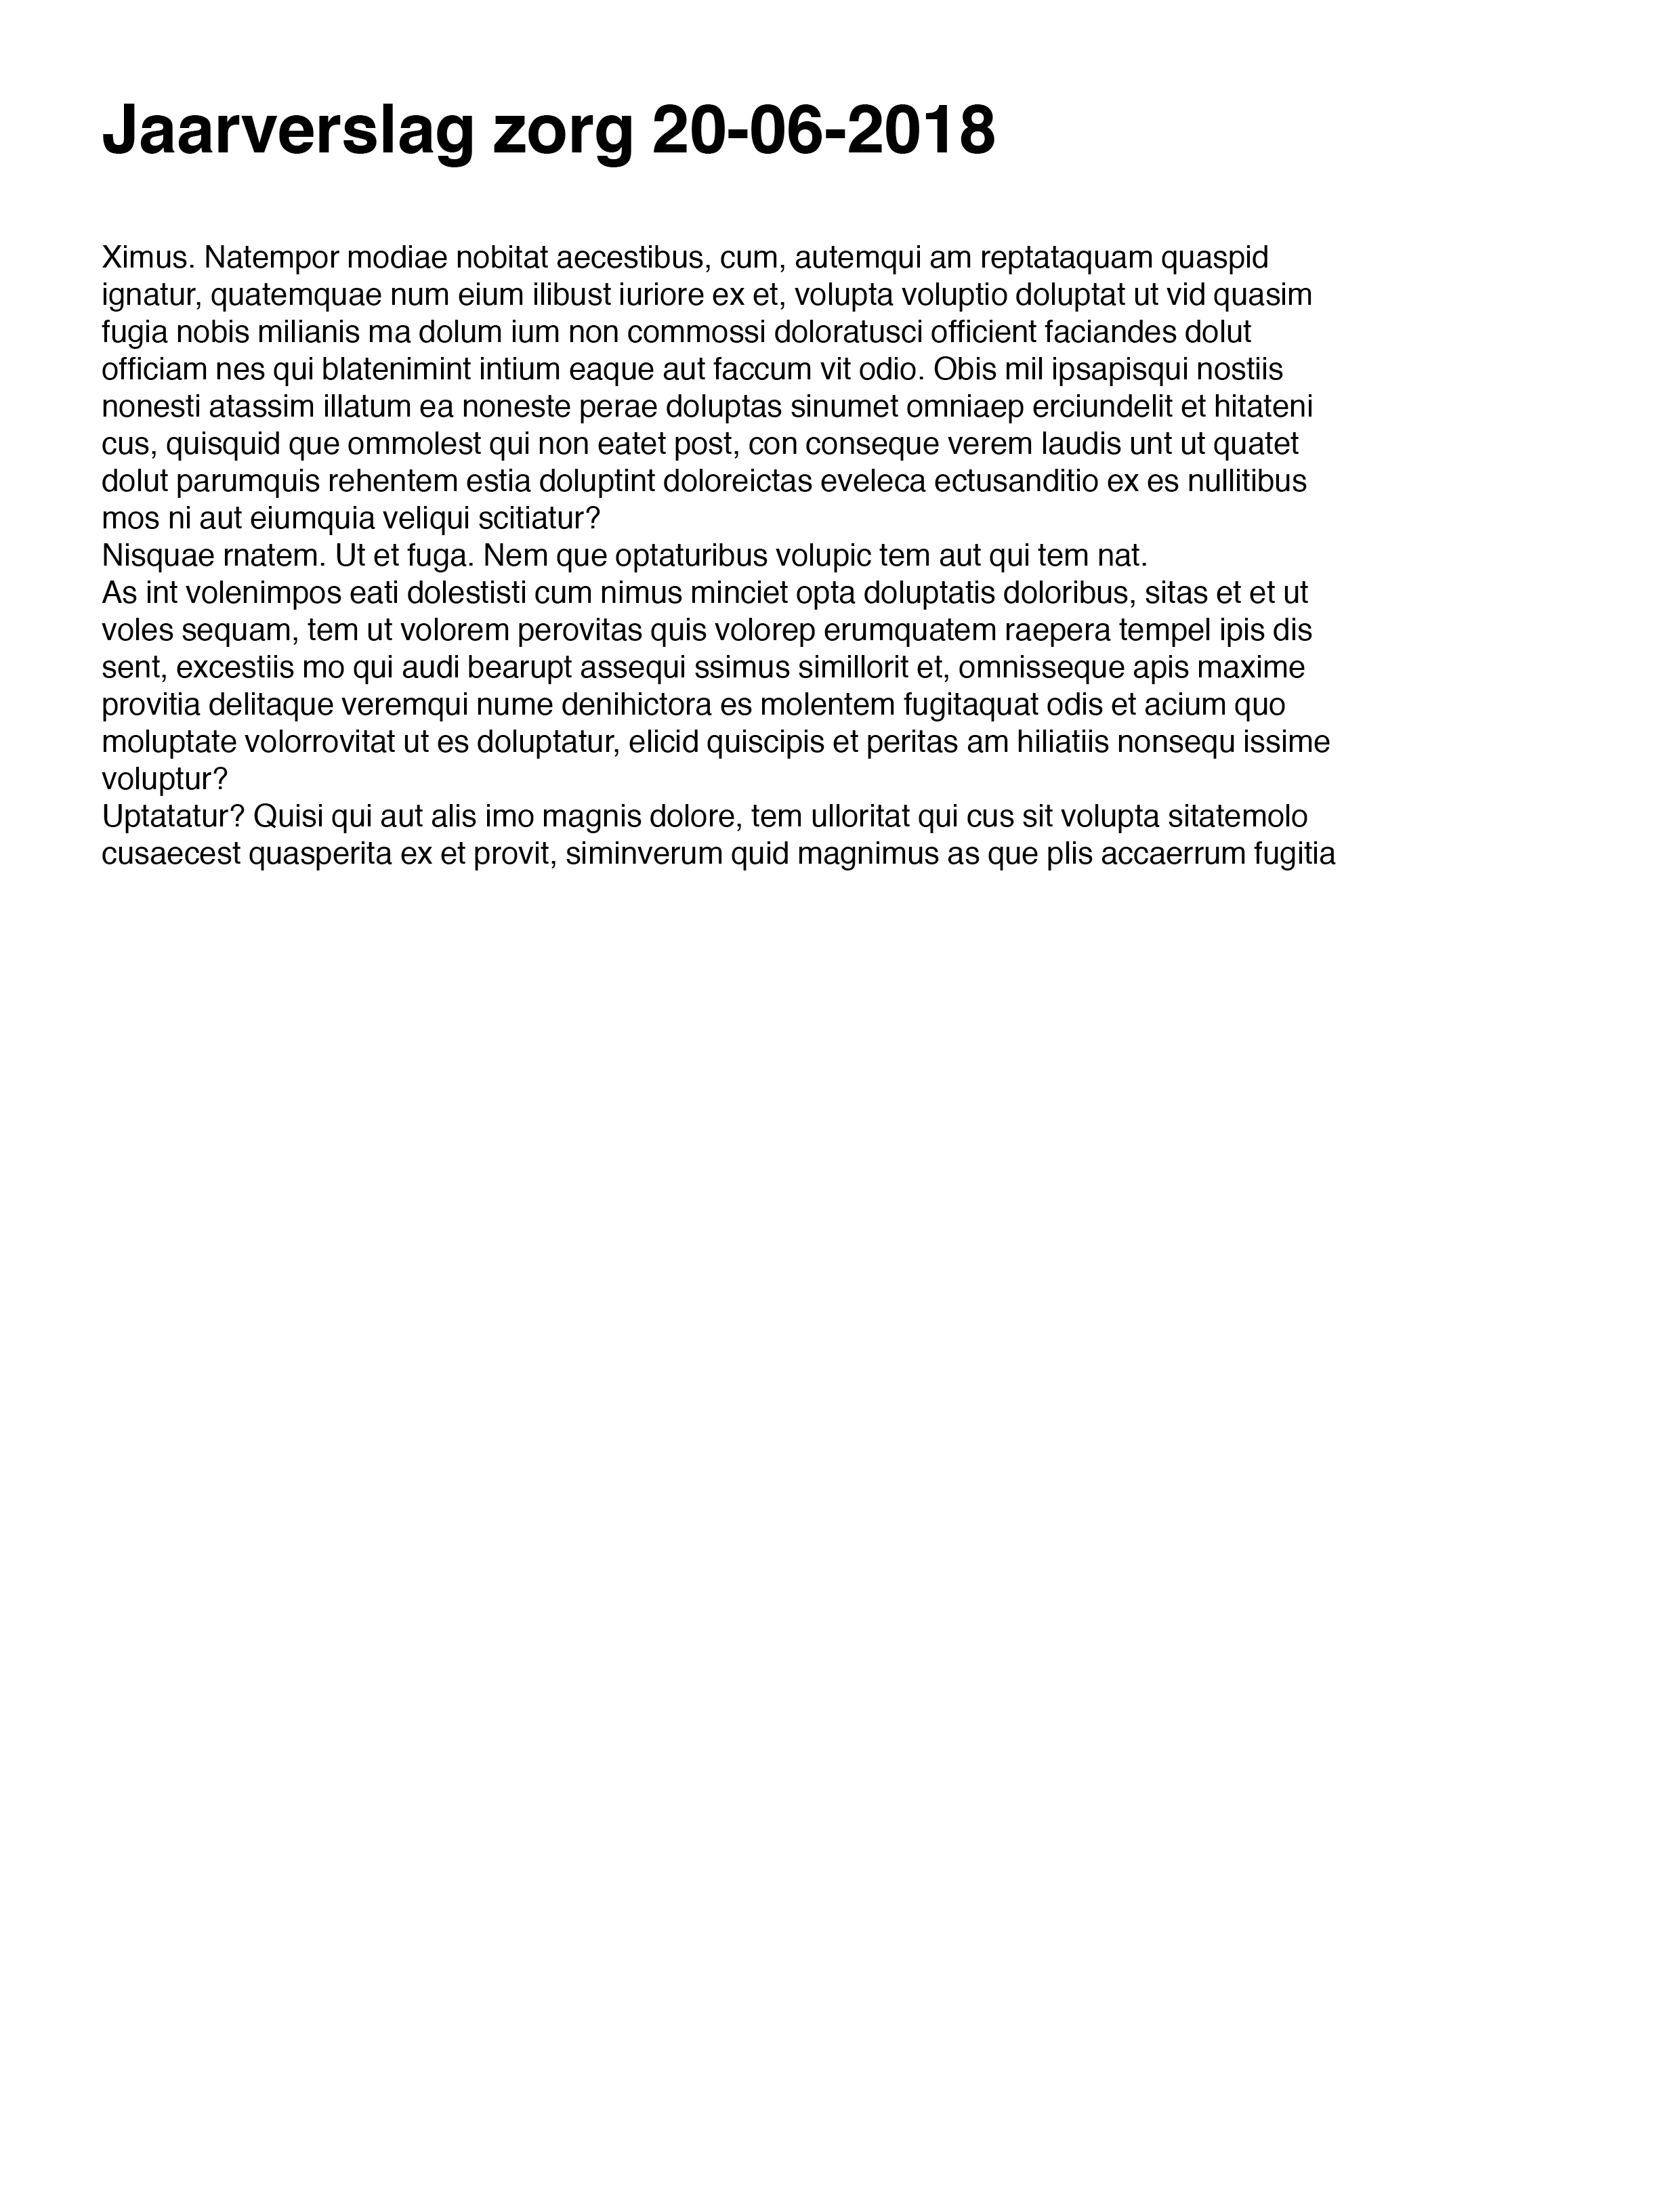 Jaarverslag zorg 20-06-2018
Ximus. Natempor modiae nobitat aecestibus, cum, autemqui am reptataquam quaspid
ignatur, quatemquae num eium ilibust iuriore ex et, volupta voluptio doluptat ut vid quasim
fugia nobis milianis ma dolum ium non commossi doloratusci officient faciandes dolut
officiam nes qui blatenimint intium eaque aut faccum vit odio. Obis mil ipsapisqui nostiis
nonesti atassim illatum ea noneste perae doluptas sinumet omniaep erciundelit et hitateni
cus, quisquid que ommolest qui non eatet post, con conseque verem laudis unt ut quatet
dolut parumquis rehentem estia doluptint doloreictas eveleca ectusanditio ex es nullitibus
mos ni aut eiumquia veliqui scitiatur?
Nisquae rnatem. Ut et fuga. Nem que optaturibus volupic tem aut qui tem nat.
As int volenimpos eati dolestisti cum nimus minciet opta doluptatis doloribus, sitas et et ut
voles sequam, tem ut volorem perovitas quis volorep erumquatem raepera tempel ipis dis
sent, excestiis mo qui audi bearupt assequi ssimus simillorit et, omnisseque apis maxime
provitia delitaque veremqui nume denihictora es molentem fugitaquat odis et acium quo
moluptate volorrovitat ut es doluptatur, elicid quiscipis et peritas am hiliatiis nonsequ issime
voluptur?
Uptatatur? Quisi qui aut alis imo magnis dolore, tem ulloritat qui cus sit volupta sitatemolo
cusaecest quasperita ex et provit, siminverum quid magnimus as que plis accaerrum fugitia